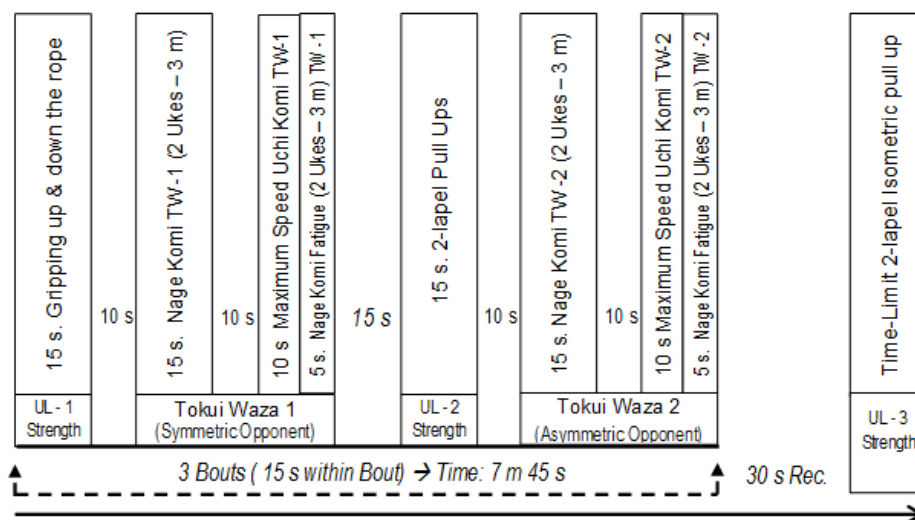 15 s. Gripping up & down the rope
10 s
15 s. Nage Komi TW -1 (2 Ukes – 3 m)
10 s
10 s Maximum Speed Uchi Komi TW-1
5 s. Nage Komi Fatigue (2 Ukes – 3 m) TW -1
15 s
15 s. 2-lapel Pull Ups
10 s
15 s. Nage Komi TW -2 (2 Ukes – 3 m)
10 s
10 s Maximum Speed Uchi Komi TW-2
5 s. Nage Komi Fatigue (2 Ukes – 3 m) TW -2
Time-Limit 2-lapel Isometric pull up
UL - 1
Strength
Tokui Waza 1
(Symmetric Opponent)
UL - 2
Strength
Tokui Waza 2
(Asymmetric Opponent)
UL - 3
Strength
3 Bouts ( 15 s within Bout) → Time: 7 m 45 s
30 s Rec.